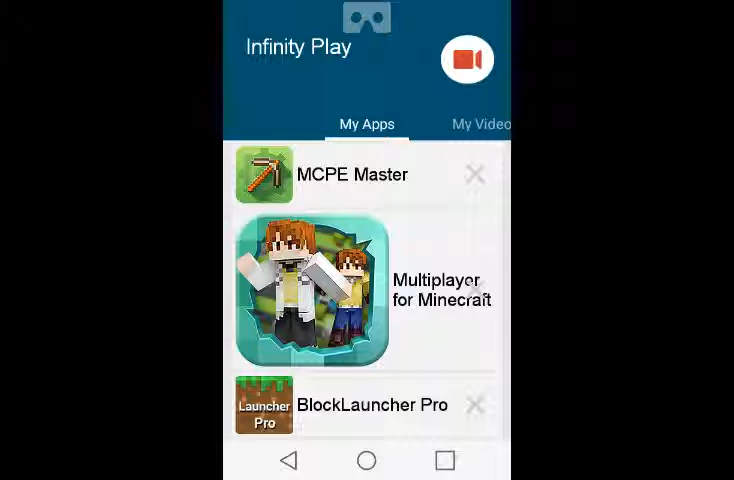 Infinity Play
My Apps
My Video
MCPE Master
Multiplayer
for Minecraft
Launcher
Pro
BlockLauncher Pro